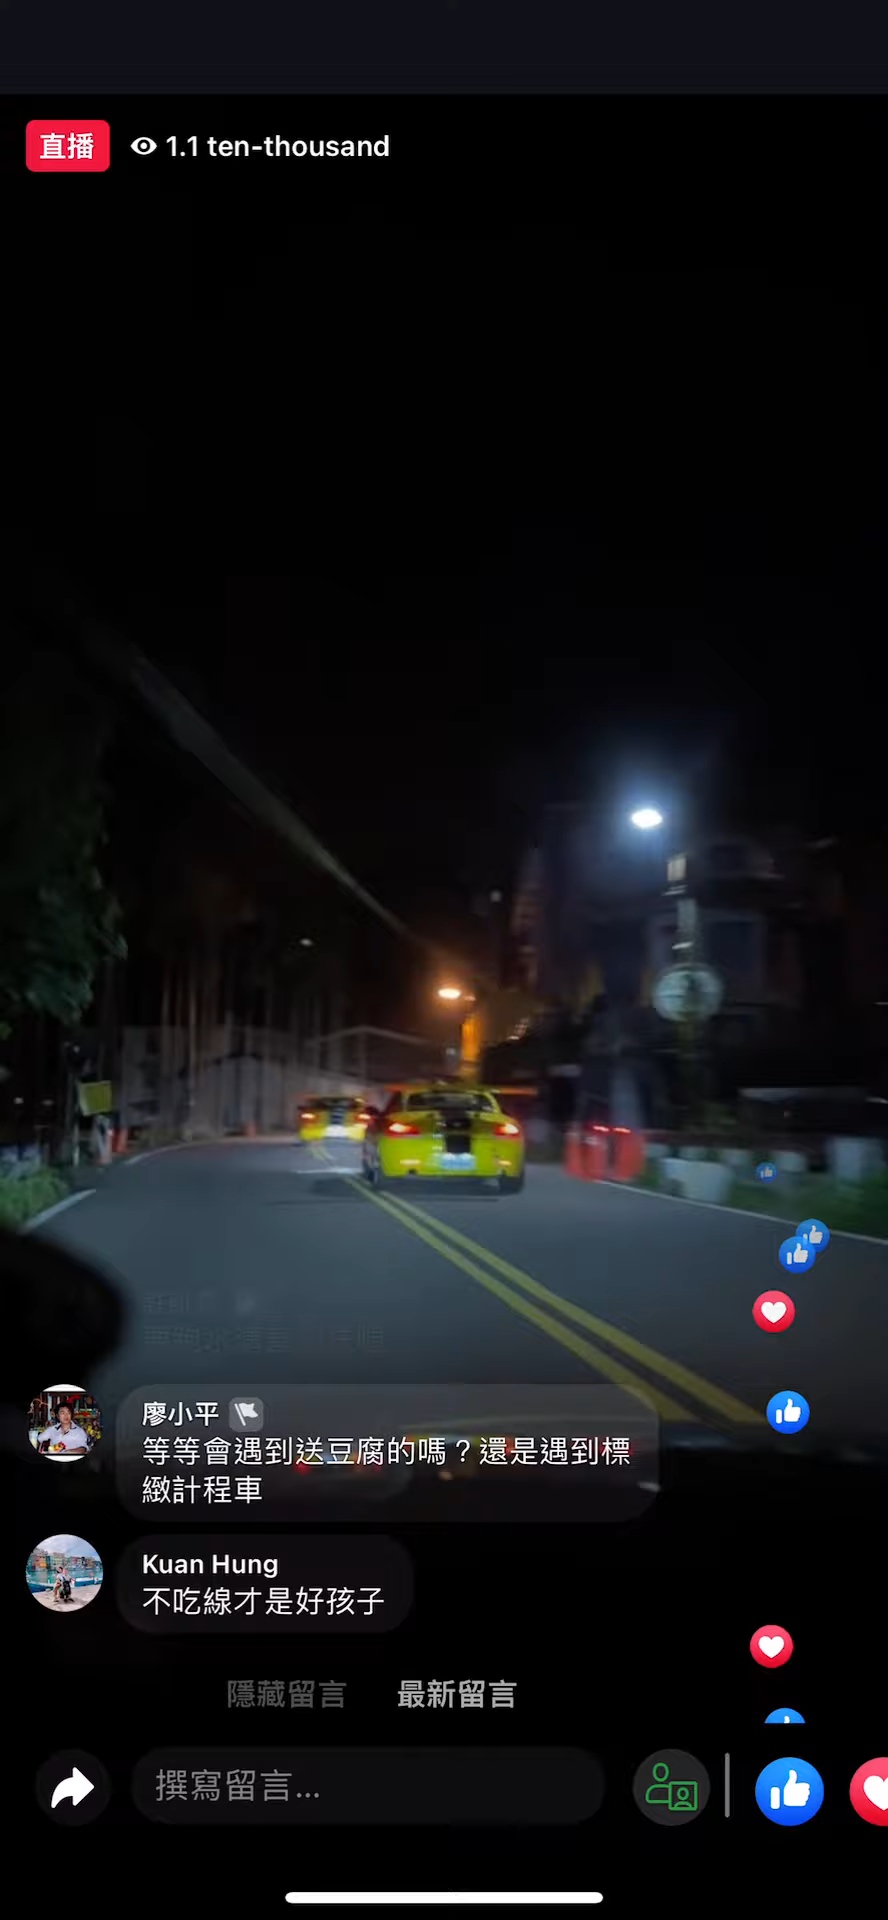 直播 1.1 ten-thousand
廖小平
等等會遇到送豆腐的嗎？還是遇到標
緻計程車
Kuan Hung
不吃線才是好孩子
隱藏留言 最新留言
撰寫留言...